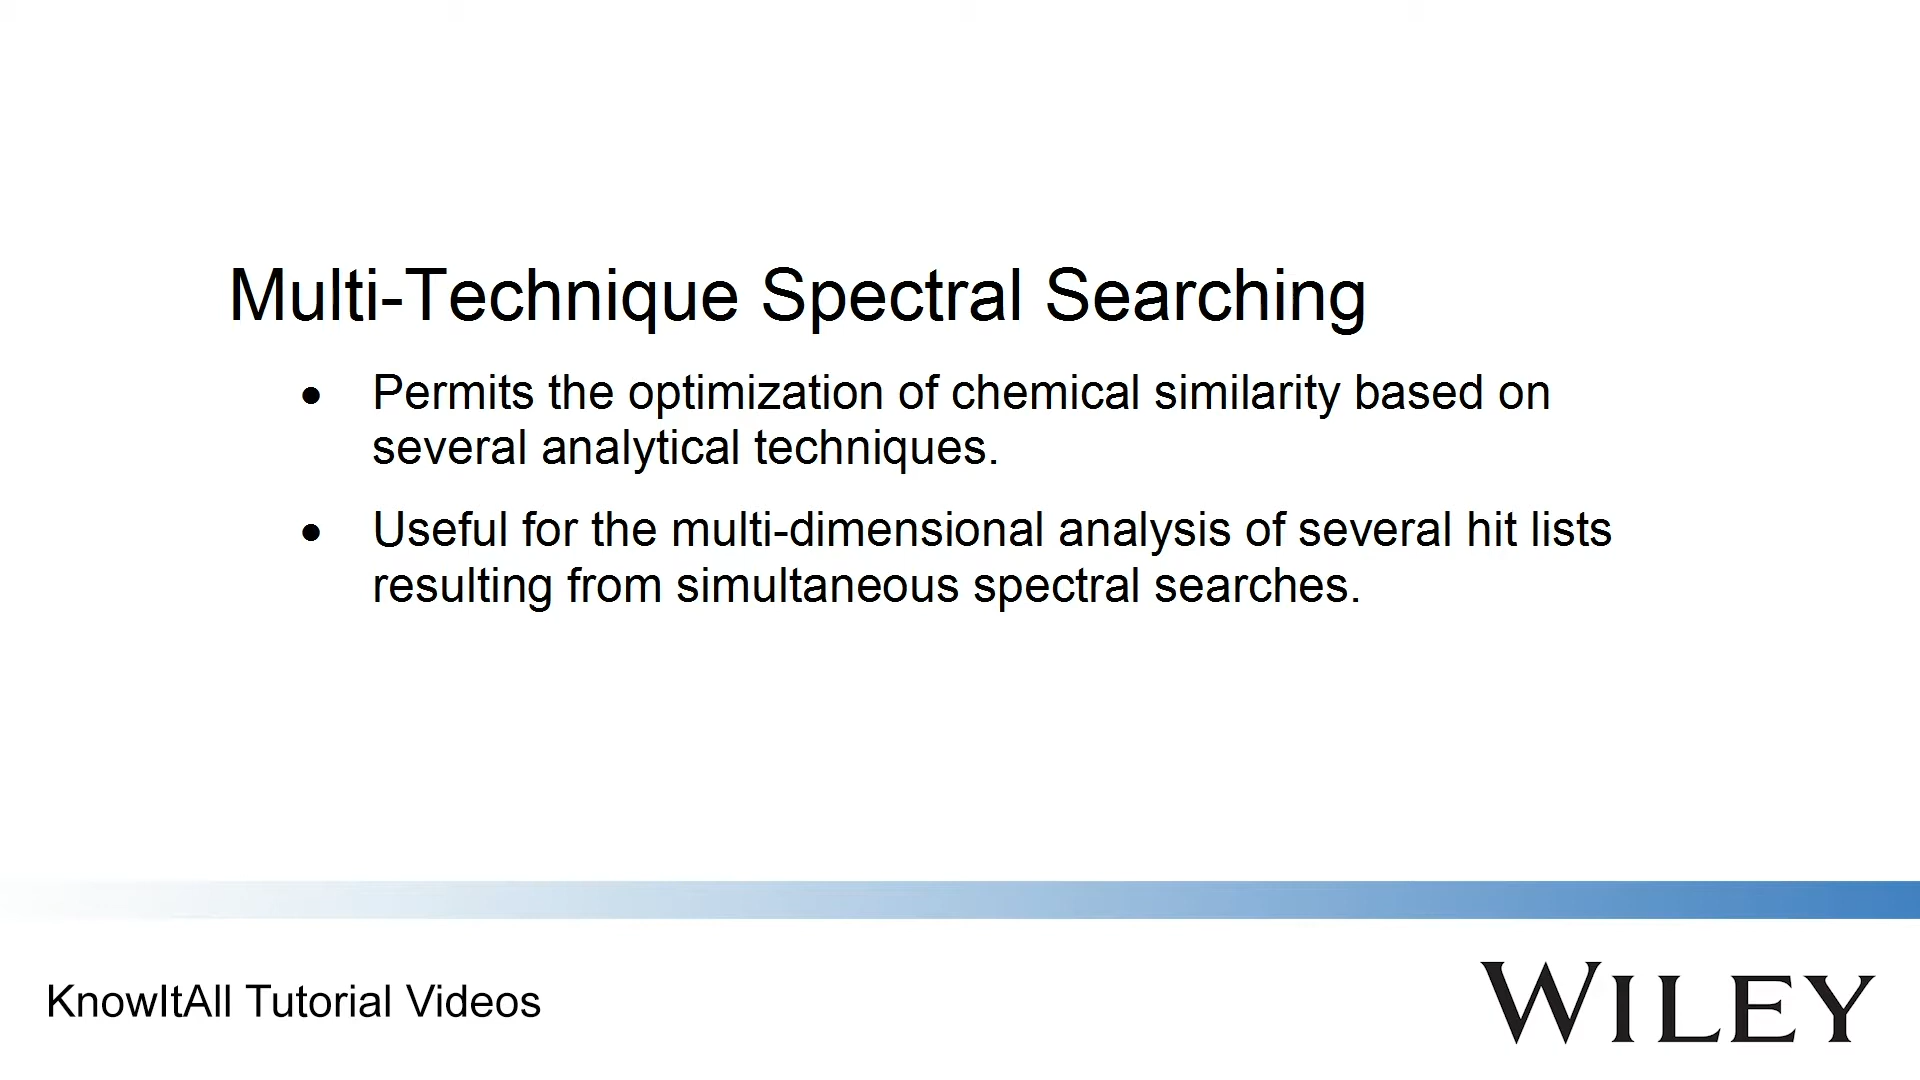 Multi-Technique Spectral Searching
• Permits the optimization of chemical similarity based on
several analytical techniques.
• Useful for the multi-dimensional analysis of several hit lists
resulting from simultaneous spectral searches.
KnowItAll Tutorial Videos
WILEY